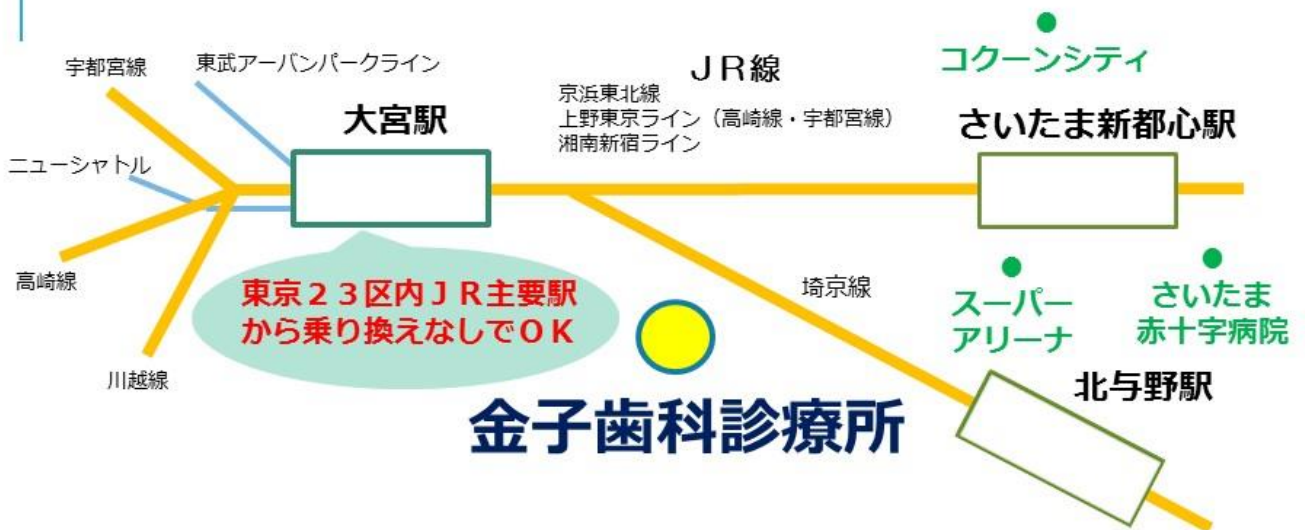 コクーンシティ
宇都宮線
東武アーバンパークライン
JR線
大宮駅
京浜東北線
上野東京ライン（高崎線・宇都宮線）
湘南新宿ライン
さいたま新都心駅
ニューシャトル
高崎線
東京２３区内ＪＲ主要駅
から乗り換えなしでＯＫ
埼京線
スーパー
アリーナ
さいたま
赤十字病院
川越線
北与野駅
金子歯科診療所